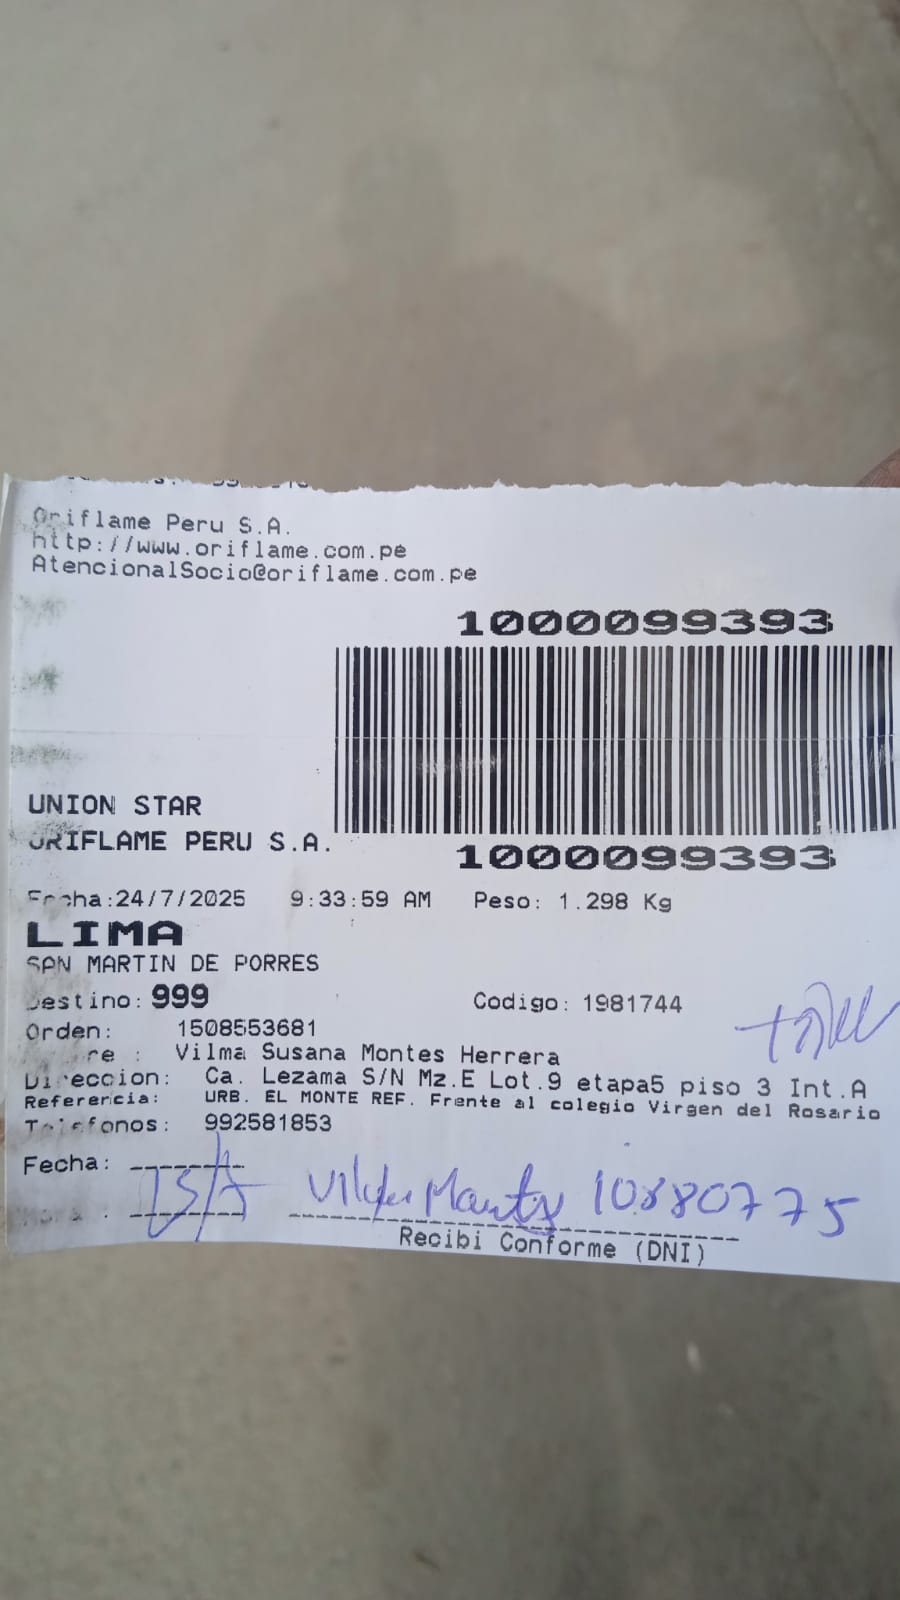 Oriflame Peru S.A.
http://www.oriflame.com.pe
AtencionalSocio@oriflame.com.pe
1000099393
UNION STAR
ORIFLAME PERU S.A.
1000099393
Fecha:24/7/2025 9:33:59 AM Peso: 1.298 Kg
LIMA
SAN MARTIN DE PORRES
Destino: 999 Codigo: 1981744
Orden: 1508553681
re : Vilma Susana Montes Herrera
Direccion: Ca. Lezama S/N Mz.E Lot.9 etapa5 piso 3 Int.A
Referencia: URB. EL MONTE REF. Frente al colegio Virgen del Rosario
Telefonos: 992581853
Fecha:
10880775
Hora :
Recibi Conforme (DNI)